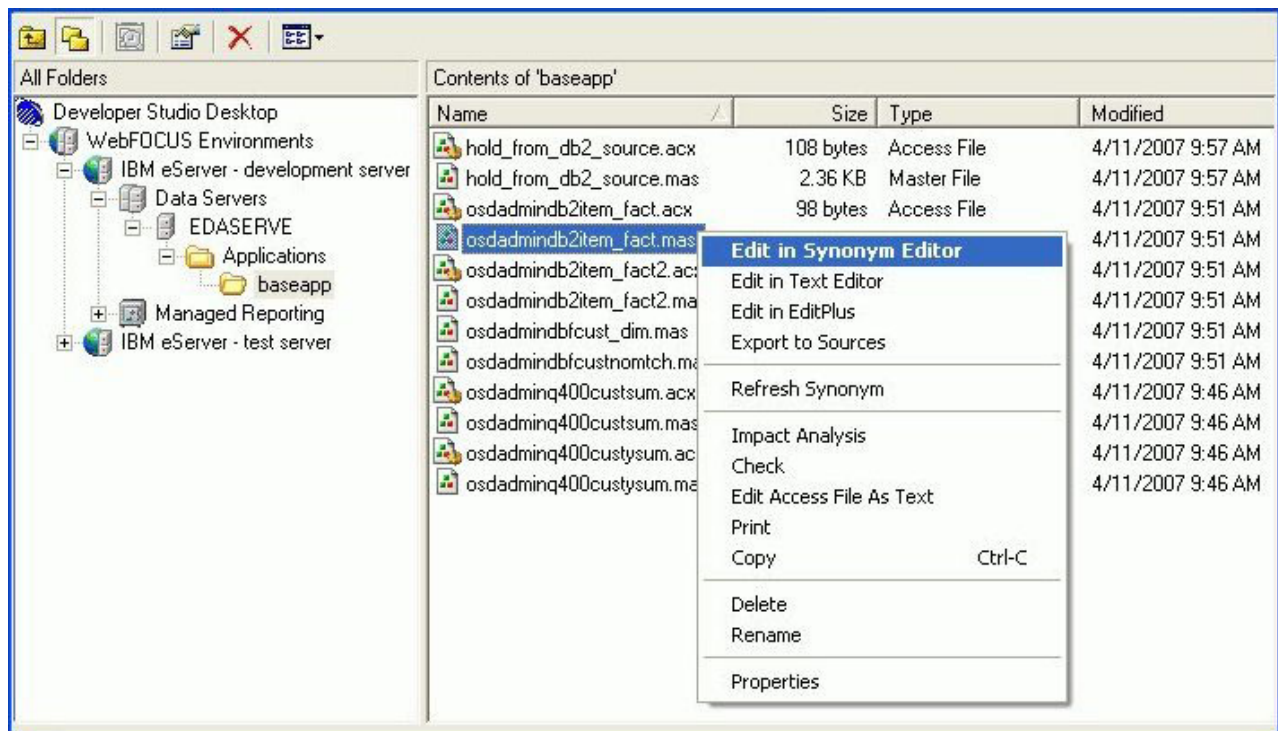 All Folders
Contents of 'baseapp'
Developer Studio Desktop
WebFOCUS Environments
IBM eServer - development server
Data Servers
EDASERVE
Applications
baseapp
Managed Reporting
IBM eServer - test server
Name Size Type Modified
hold_from_db2_source.acx 108 bytes Access File 4/11/2007 9:57 AM
hold_from_db2_source.mas 2.36 KB Master File 4/11/2007 9:57 AM
osdadmindb2item_fact.acx 98 bytes Access File 4/11/2007 9:51 AM
osdadmindb2item_fact.mas 4/11/2007 9:51 AM
osdadmindb2item_fact2.ac 4/11/2007 9:51 AM
osdadmindb2item_fact2.ma 4/11/2007 9:51 AM
osdadmindbfcust_dim.mas 4/11/2007 9:51 AM
osdadmindbfcustnomtch.ma 4/11/2007 9:51 AM
osdadminq400custsum.acx 4/11/2007 9:46 AM
osdadminq400custsum.mas 4/11/2007 9:46 AM
osdadminq400custysum.ac 4/11/2007 9:46 AM
osdadminq400custysum.ma 4/11/2007 9:46 AM
Edit in Synonym Editor
Edit in Text Editor
Edit in EditPlus
Export to Sources
Refresh Synonym
Impact Analysis
Check
Edit Access File As Text
Print
Copy Ctrl-C
Delete
Rename
Properties